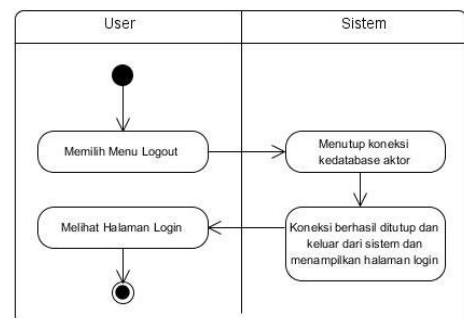 User
Sistem
Memilih Menu Logout
Menutup koneksi
kedatabase aktor
Melihat Halaman Login
Koneksi berhasil ditutup dan
keluar dari sistem dan
menampilkan halaman login